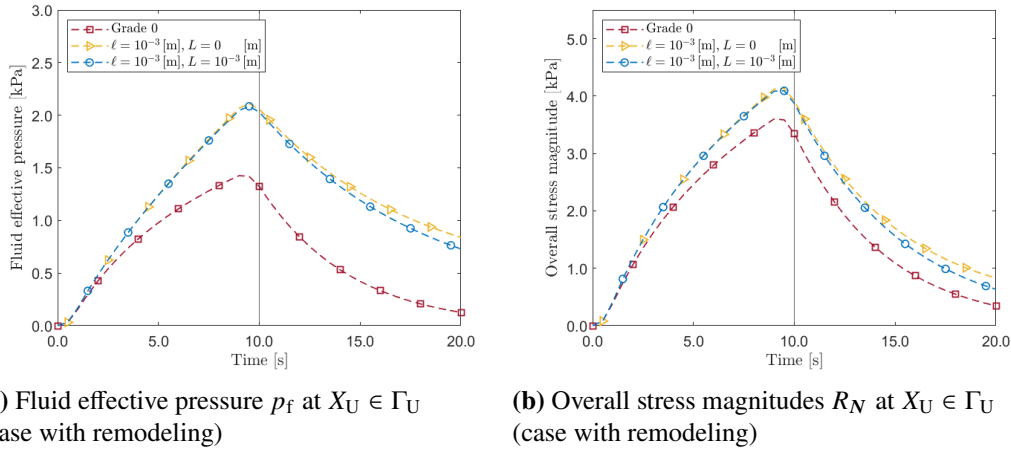 3.0
2.5
2.0
1.5
1.0
0.5
0.0
Fluid effective pressure [kPa]
Grade 0
ℓ = 10⁻³ [m], L = 0 [m]
ℓ = 10⁻³ [m], L = 10⁻³ [m]
0.0 5.0 10.0 15.0 20.0
Time [s]
5.0
4.0
3.0
2.0
1.0
0.0
Overall stress magnitude [kPa]
Grade 0
ℓ = 10⁻³ [m], L = 0 [m]
ℓ = 10⁻³ [m], L = 10⁻³ [m]
0.0 5.0 10.0 15.0 20.0
Time [s]
) Fluid effective pressure p_f at X_U ∈ Γ_U
ase with remodeling)
(b) Overall stress magnitudes R_N at X_U ∈ Γ_U
(case with remodeling)